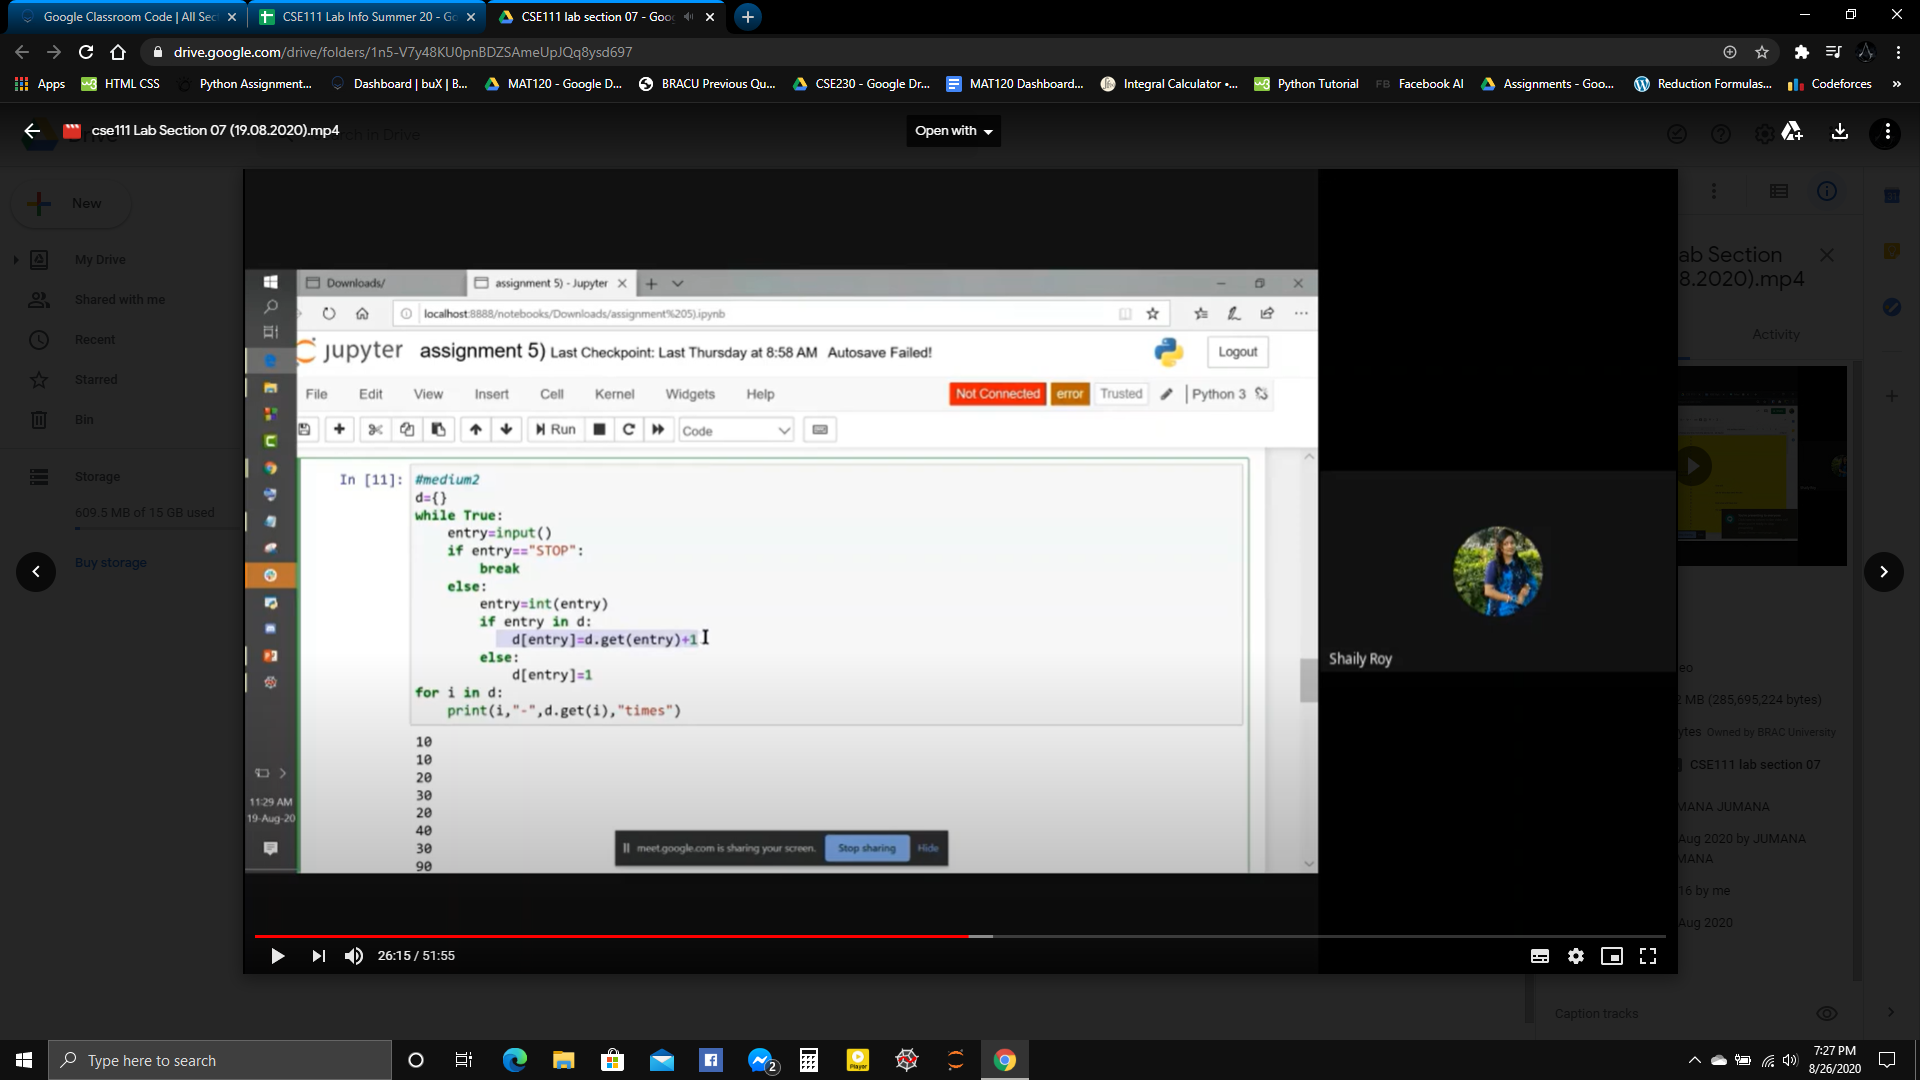 Google Classroom Code | All Sec
CSE111 Lab Info Summer 20 - Go
CSE111 lab section 07 - Goog
drive.google.com/drive/folders/1n5-V7y48KU0pnBDZSAmeUpJQq8ysd697
Apps
HTML CSS
Python Assignment...
Dashboard | buX | B...
MAT120 - Google D...
BRACU Previous Qu...
CSE230 - Google Dr...
MAT120 Dashboard...
Integral Calculator •...
Python Tutorial
FB Facebook AI
Assignments - Goo...
Reduction Formulas...
Codeforces
»
cse111 Lab Section 07 (19.08.2020).mp4
ch in Drive
Open with
New
My Drive
Shared with me
Recent
Starred
Bin
Storage
609.5 MB of 15 GB used
Buy storage
Downloads/
assignment 5) - Jupyter
localhost:8888/notebooks/Downloads/assignment%205).ipynb
jupyter assignment 5) Last Checkpoint: Last Thursday at 8:58 AM Autosave Failed!
Logout
File Edit View Insert Cell Kernel Widgets Help
Not Connected error Trusted Python 3
Run
Code
In [11]:
#medium2
d={}
while True:
entry=input()
if entry=="STOP":
break
else:
entry=int(entry)
if entry in d:
d[entry]=d.get(entry)+1
else:
d[entry]=1
for i in d:
print(i,"-",d.get(i),"times")
10
10
20
30
20
40
30
90
11:29 AM
19-Aug-20
meet.google.com is sharing your screen.
Stop sharing
Hide
Shaily Roy
26:15 / 51:55
ab Section
8.2020).mp4
Activity
eo
2 MB (285,695,224 bytes)
ytes Owned by BRAC University
CSE111 lab section 07
MANA JUMANA
Aug 2020 by JUMANA
MANA
16 by me
Aug 2020
Caption tracks
Type here to search
2
Player
7:27 PM
8/26/2020